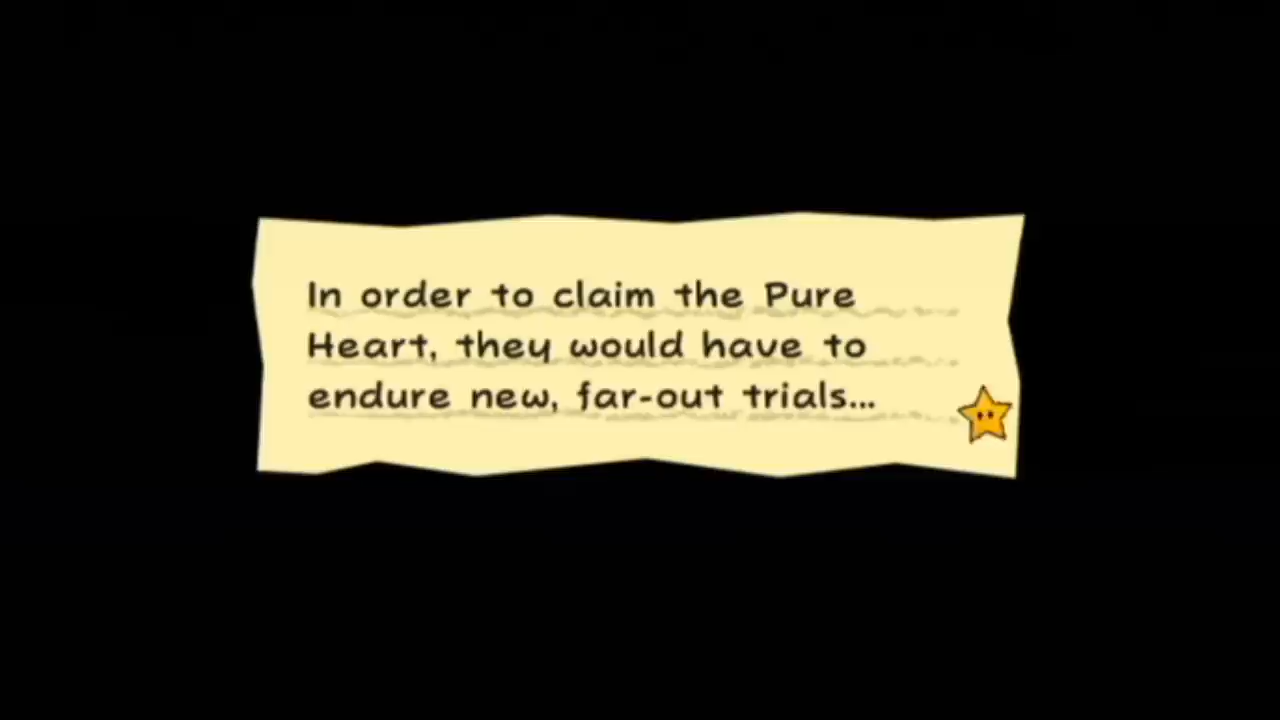 In order to claim the Pure
Heart, they would have to
endure new, far-out trials...